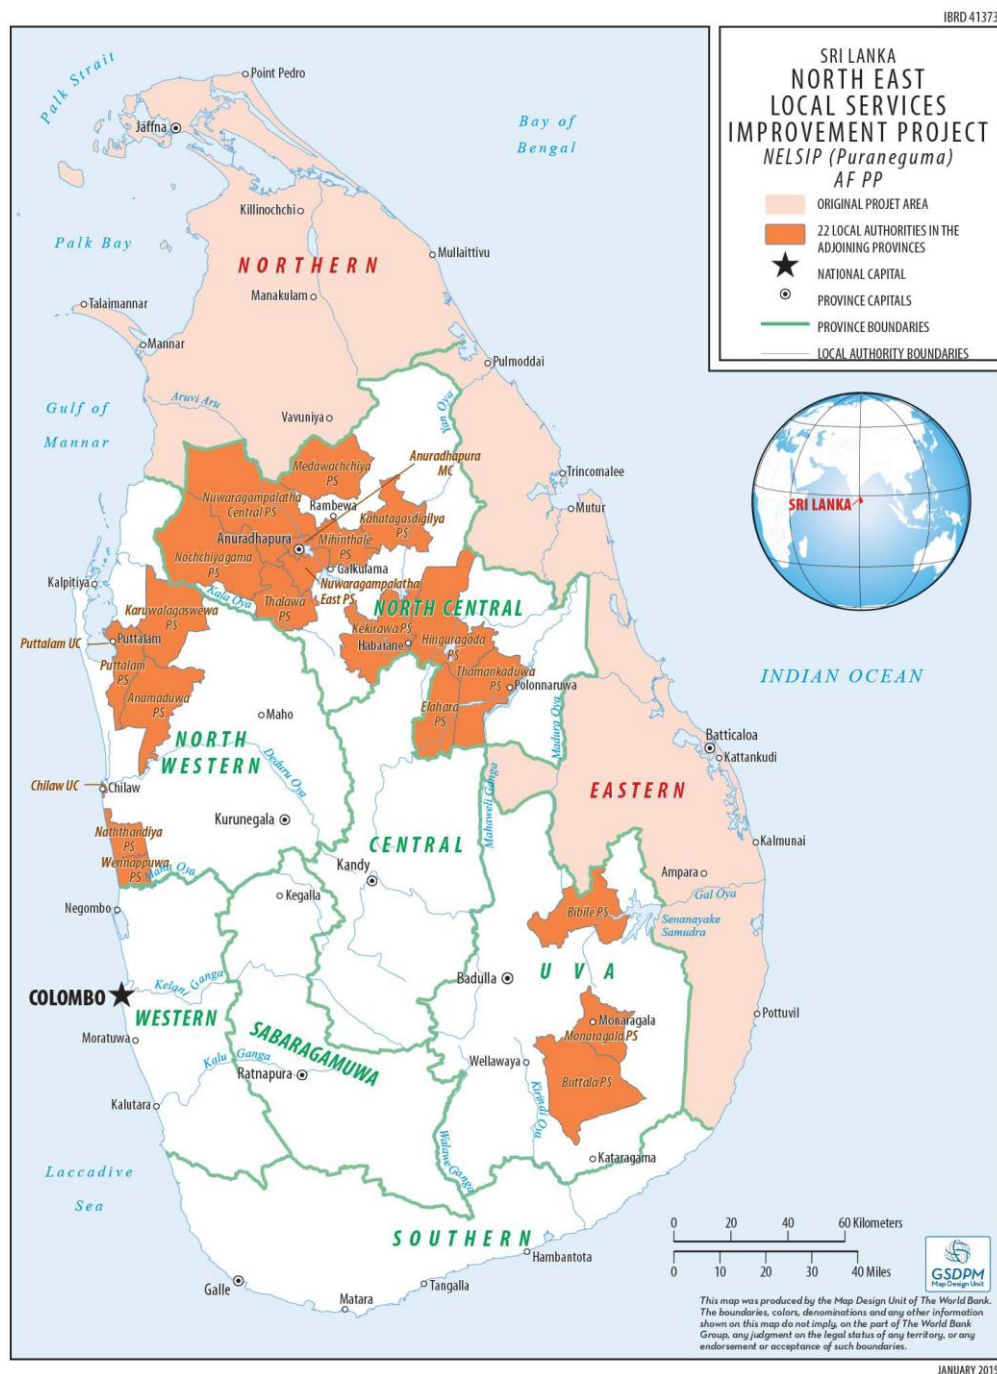 IBRD 41373
SRI LANKA
NORTH EAST
LOCAL SERVICES
IMPROVEMENT PROJECT
NELSIP (Puraneguma)
AF PP
ORIGINAL PROJET AREA
22 LOCAL AUTHORITIES IN THE
ADJOINING PROVINCES
NATIONAL CAPITAL
PROVINCE CAPITALS
PROVINCE BOUNDARIES
LOCAL AUTHORITY BOUNDARIES
Palk Strait
Point Pedro
Jaffna
Bay of
Bengal
Killinochchi
Palk Bay
Mullaittivu
NORTHERN
Talaimannar
Manakulam
Mannar
Pulmoddai
Aruvi Aru
Gulf of
Mannar
Vavuniya
Yan Oya
Anuradhapura
MC
Medawachchiya
PS
Trincomalee
Nuwaragampalatha
Central PS
Rambewa
Kahatagasdigilya
PS
Mutur
SRI LANKA
Anuradhapura
Mihinthale
PS
Nochchiyagama
PS
Galkulama
Kalpitiya
Nuwaragampalatha
East PS
Kala Oya
Thalawa
PS
NORTH CENTRAL
Karuwalagaswewa
PS
Puttalam UC
Puttalam
Kekirawa PS
Habarane
Hinguragoda
PS
Puttalam
PS
Thamankaduwa
PS
Polonnaruwa
INDIAN OCEAN
Anamaduwa
PS
Elahara
PS
Madura Oya
Maho
NORTH
WESTERN
Deduru Oya
Batticaloa
Kattankudi
Chilaw UC
Chilaw
Mahaweli Ganga
EASTERN
Kurunegala
Naththandiya
PS
CENTRAL
Kalmunai
Wennappuwa
PS
Maha Oja
Kandy
Ampara
Kegalla
Gal Oya
Negombo
Bibile PS
Senanayake
Samudra
Badulla
UVA
Kelani Ganga
COLOMBO
WESTERN
Monaragala
Monaragala PS
Pottuvil
Moratuwa
SABARAGAMUWA
Kalu Ganga
Wellawaya
Ratnapura
Buttala PS
Kirindi Oya
Kalutara
Walawe Ganga
Kataragama
Laccadive
Sea
SOUTHERN
Hambantota
Galle
Tangalla
Matara
0 20 40 60 Kilometers
0 10 20 30 40 Miles
GSDPM
Map Design Unit
This map was produced by the Map Design Unit of The World Bank.
The boundaries, colors, denominations and any other information
shown on this map do not imply, on the part of The World Bank
Group, any judgment on the legal status of any territory, or any
endorsement or acceptance of such boundaries.
JANUARY 2015